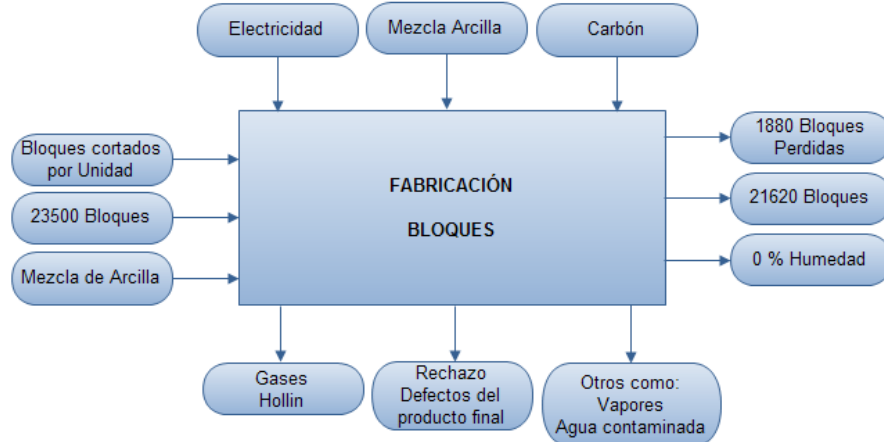 Electricidad
Mezcla Arcilla
Carbón
Bloques cortados
por Unidad
23500 Bloques
Mezcla de Arcilla
FABRICACIÓN
BLOQUES
1880 Bloques
Perdidas
21620 Bloques
0 % Humedad
Gases
Hollin
Rechazo
Defectos del
producto final
Otros como:
Vapores
Agua contaminada